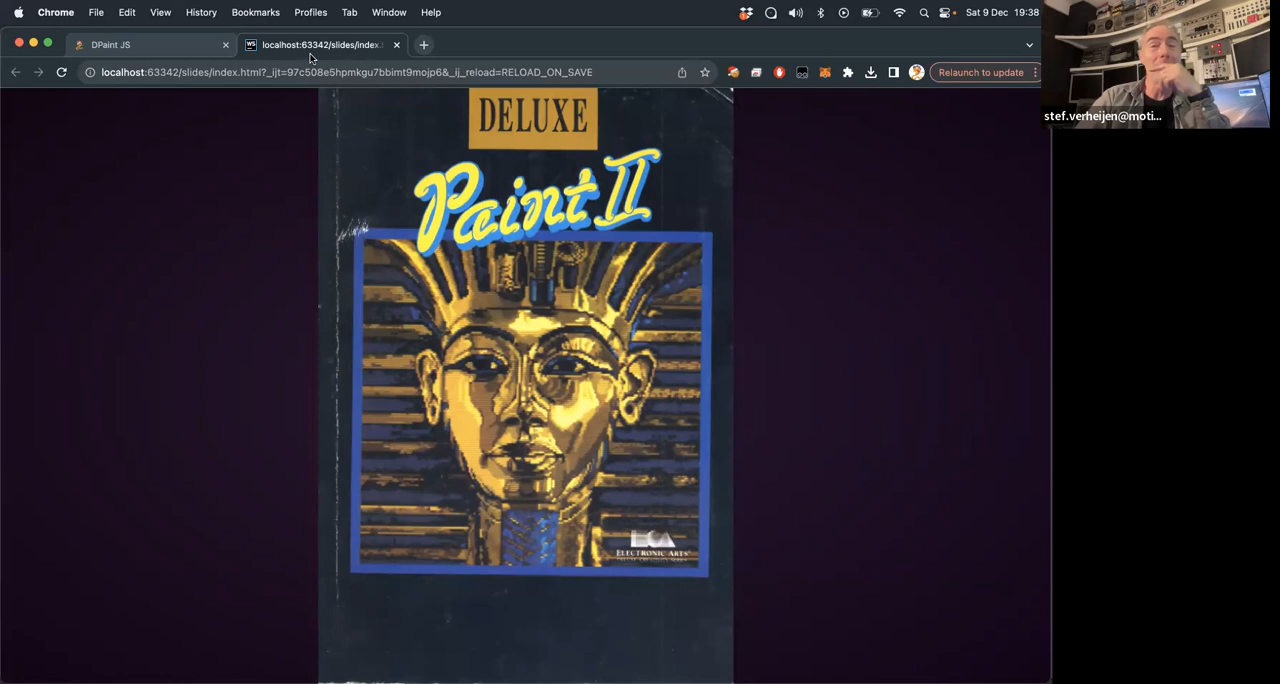 Chrome File Edit View History Bookmarks Profiles Tab Window Help
Sat 9 Dec 19:38
DPaint JS
WS localhost:63342/slides/index.
localhost:63342/slides/index.html?_ijt=97c508e5hpmkgu7bbimt9mojp6&_ij_reload=RELOAD_ON_SAVE
Relaunch to update
stef.verheijen@moti...
DELUXE
Paint II
ELECTRONIC ARTS